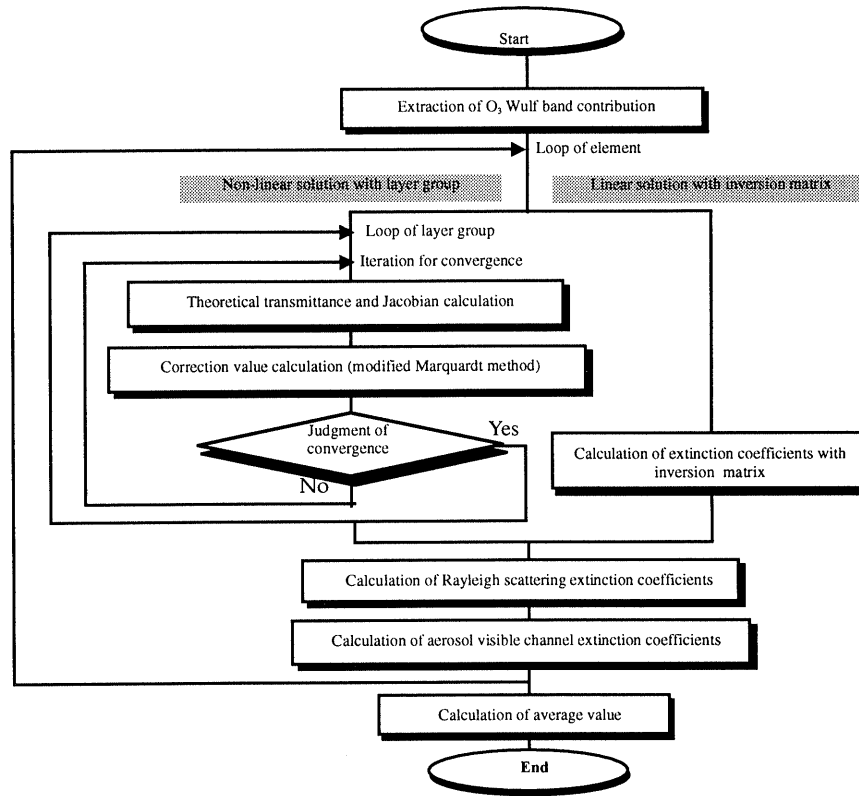 Start
Extraction of O₃ Wulf band contribution
Loop of element
Non-linear solution with layer group
Linear solution with inversion matrix
Loop of layer group
Iteration for convergence
Theoretical transmittance and Jacobian calculation
Correction value calculation (modified Marquardt method)
Judgment of
convergence
Yes
No
Calculation of extinction coefficients with
inversion matrix
Calculation of Rayleigh scattering extinction coefficients
Calculation of aerosol visible channel extinction coefficients
Calculation of average value
End